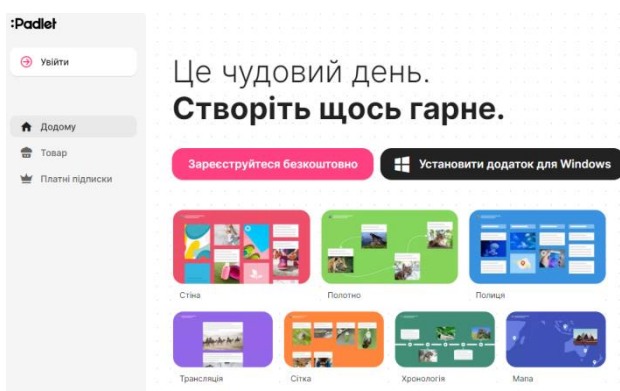 :Padlet
Увійти
Додому
Товар
Платні підписки
Це чудовий день.
Створіть щось гарне.
Зареєструйтеся безкоштовно
Установити додаток для Windows
Стіна
Полотно
Полиця
Трансляція
Сітка
Хронологія
Мапа